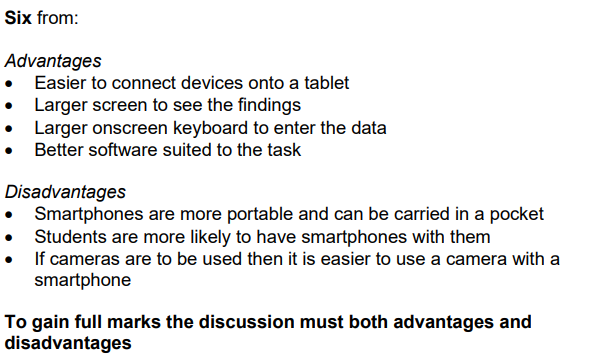 Six from:
Advantages
• Easier to connect devices onto a tablet
• Larger screen to see the findings
• Larger onscreen keyboard to enter the data
• Better software suited to the task
Disadvantages
• Smartphones are more portable and can be carried in a pocket
• Students are more likely to have smartphones with them
• If cameras are to be used then it is easier to use a camera with a
smartphone
To gain full marks the discussion must both advantages and
disadvantages